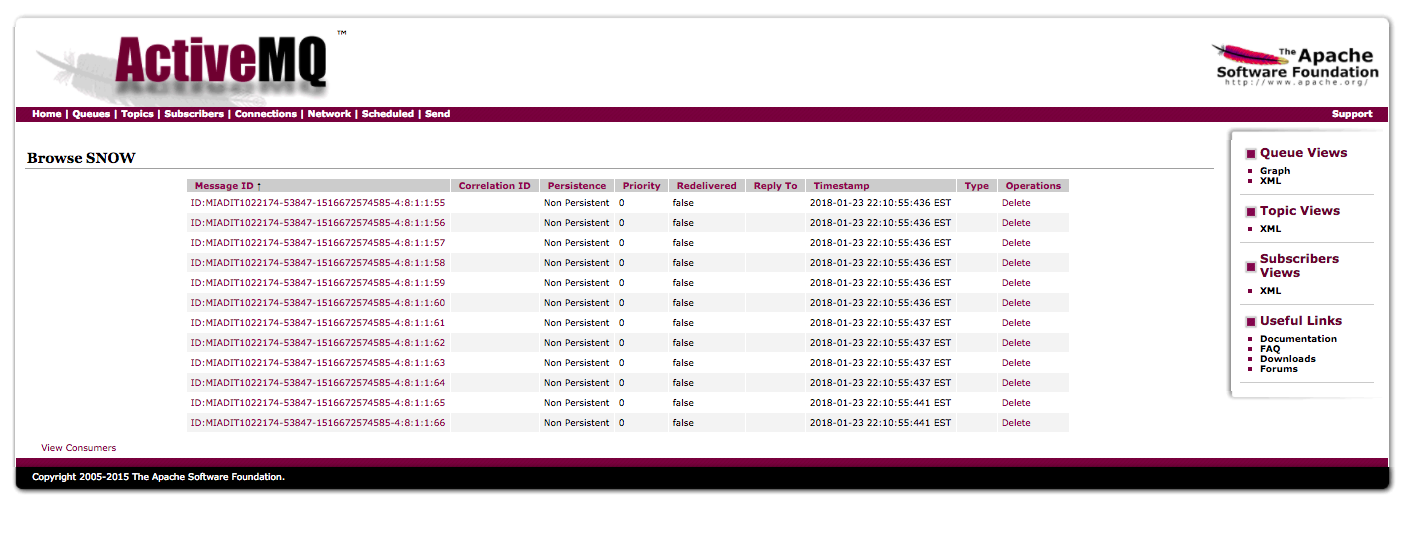 ActiveMQ ™
The Apache
Software Foundation
http://www.apache.org/
Home | Queues | Topics | Subscribers | Connections | Network | Scheduled | Send Support
Browse SNOW
Message ID ↑ Correlation ID Persistence Priority Redelivered Reply To Timestamp Type Operations
ID:MIADIT1022174-53847-1516672574585-4:8:1:1:55 Non Persistent 0 false 2018-01-23 22:10:55:436 EST Delete
ID:MIADIT1022174-53847-1516672574585-4:8:1:1:56 Non Persistent 0 false 2018-01-23 22:10:55:436 EST Delete
ID:MIADIT1022174-53847-1516672574585-4:8:1:1:57 Non Persistent 0 false 2018-01-23 22:10:55:436 EST Delete
ID:MIADIT1022174-53847-1516672574585-4:8:1:1:58 Non Persistent 0 false 2018-01-23 22:10:55:436 EST Delete
ID:MIADIT1022174-53847-1516672574585-4:8:1:1:59 Non Persistent 0 false 2018-01-23 22:10:55:436 EST Delete
ID:MIADIT1022174-53847-1516672574585-4:8:1:1:60 Non Persistent 0 false 2018-01-23 22:10:55:436 EST Delete
ID:MIADIT1022174-53847-1516672574585-4:8:1:1:61 Non Persistent 0 false 2018-01-23 22:10:55:437 EST Delete
ID:MIADIT1022174-53847-1516672574585-4:8:1:1:62 Non Persistent 0 false 2018-01-23 22:10:55:437 EST Delete
ID:MIADIT1022174-53847-1516672574585-4:8:1:1:63 Non Persistent 0 false 2018-01-23 22:10:55:437 EST Delete
ID:MIADIT1022174-53847-1516672574585-4:8:1:1:64 Non Persistent 0 false 2018-01-23 22:10:55:437 EST Delete
ID:MIADIT1022174-53847-1516672574585-4:8:1:1:65 Non Persistent 0 false 2018-01-23 22:10:55:441 EST Delete
ID:MIADIT1022174-53847-1516672574585-4:8:1:1:66 Non Persistent 0 false 2018-01-23 22:10:55:441 EST Delete
View Consumers
Queue Views
Graph
XML
Topic Views
XML
Subscribers
Views
XML
Useful Links
Documentation
FAQ
Downloads
Forums
Copyright 2005-2015 The Apache Software Foundation.